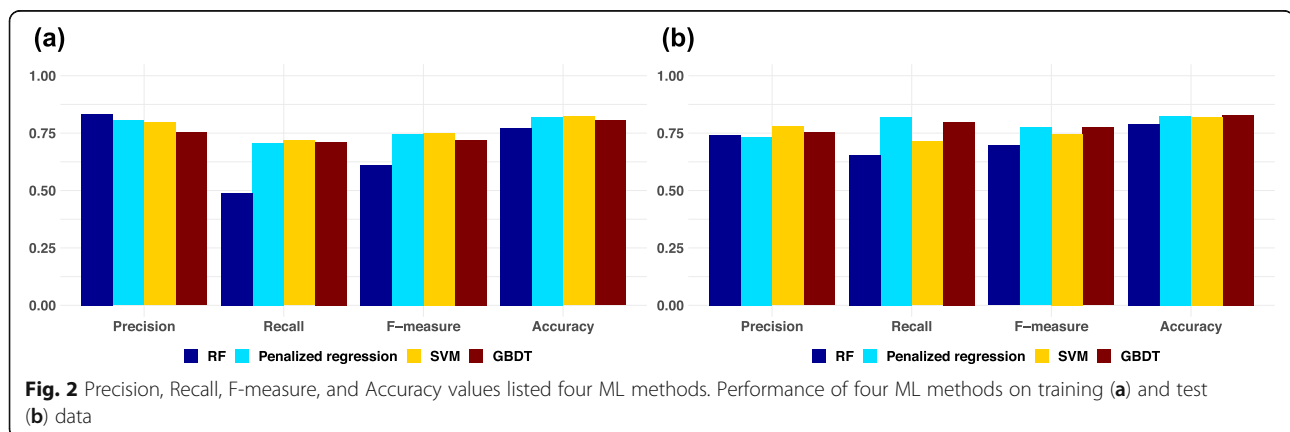 (a)
1.00
0.75
0.50
0.25
0.00
Precision Recall F−measure Accuracy
RF Penalized regression SVM GBDT
(b)
1.00
0.75
0.50
0.25
0.00
Precision Recall F−measure Accuracy
RF Penalized regression SVM GBDT
Fig. 2 Precision, Recall, F-measure, and Accuracy values listed four ML methods. Performance of four ML methods on training (a) and test
(b) data